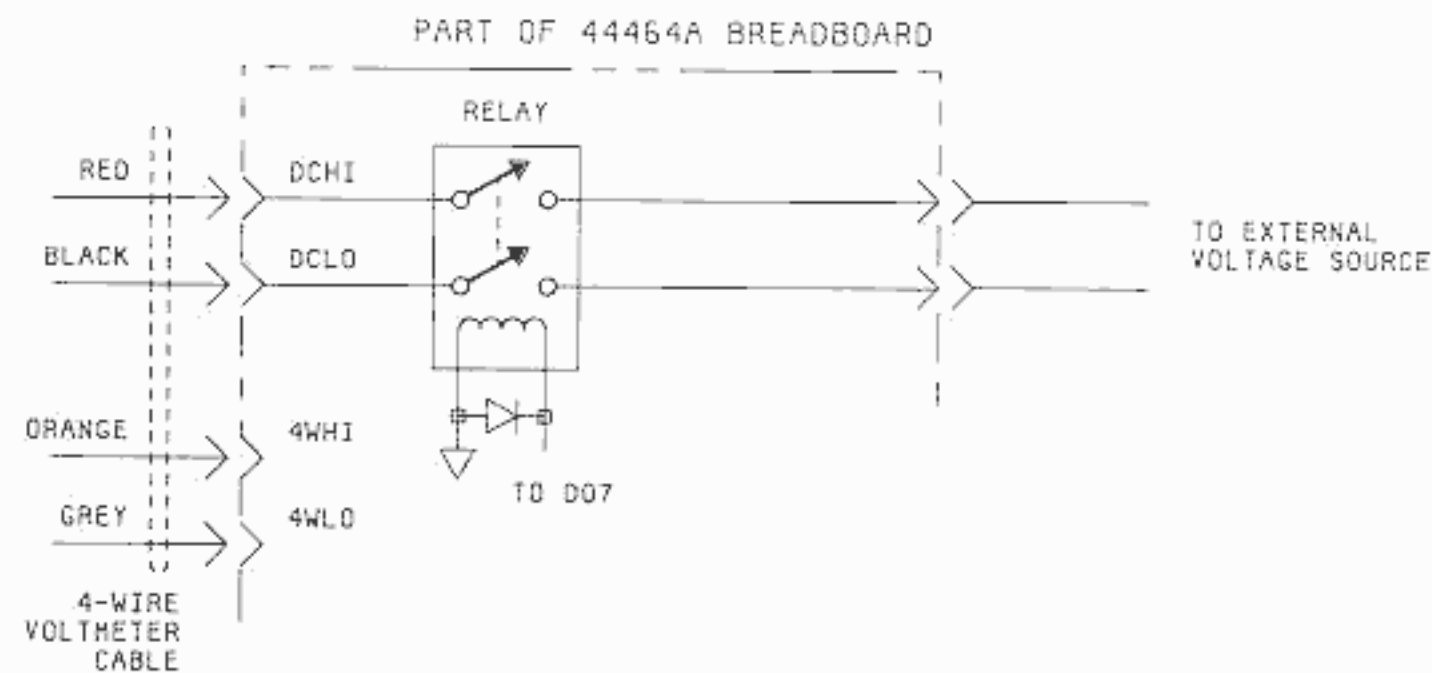 PART OF 44464A BREADBOARD
RELAY
RED
DCHI
BLACK
DCLO
TO EXTERNAL
VOLTAGE SOURCE
ORANGE
4WHI
TO DO7
GREY
4WLO
4-WIRE
VOLTMETER
CABLE